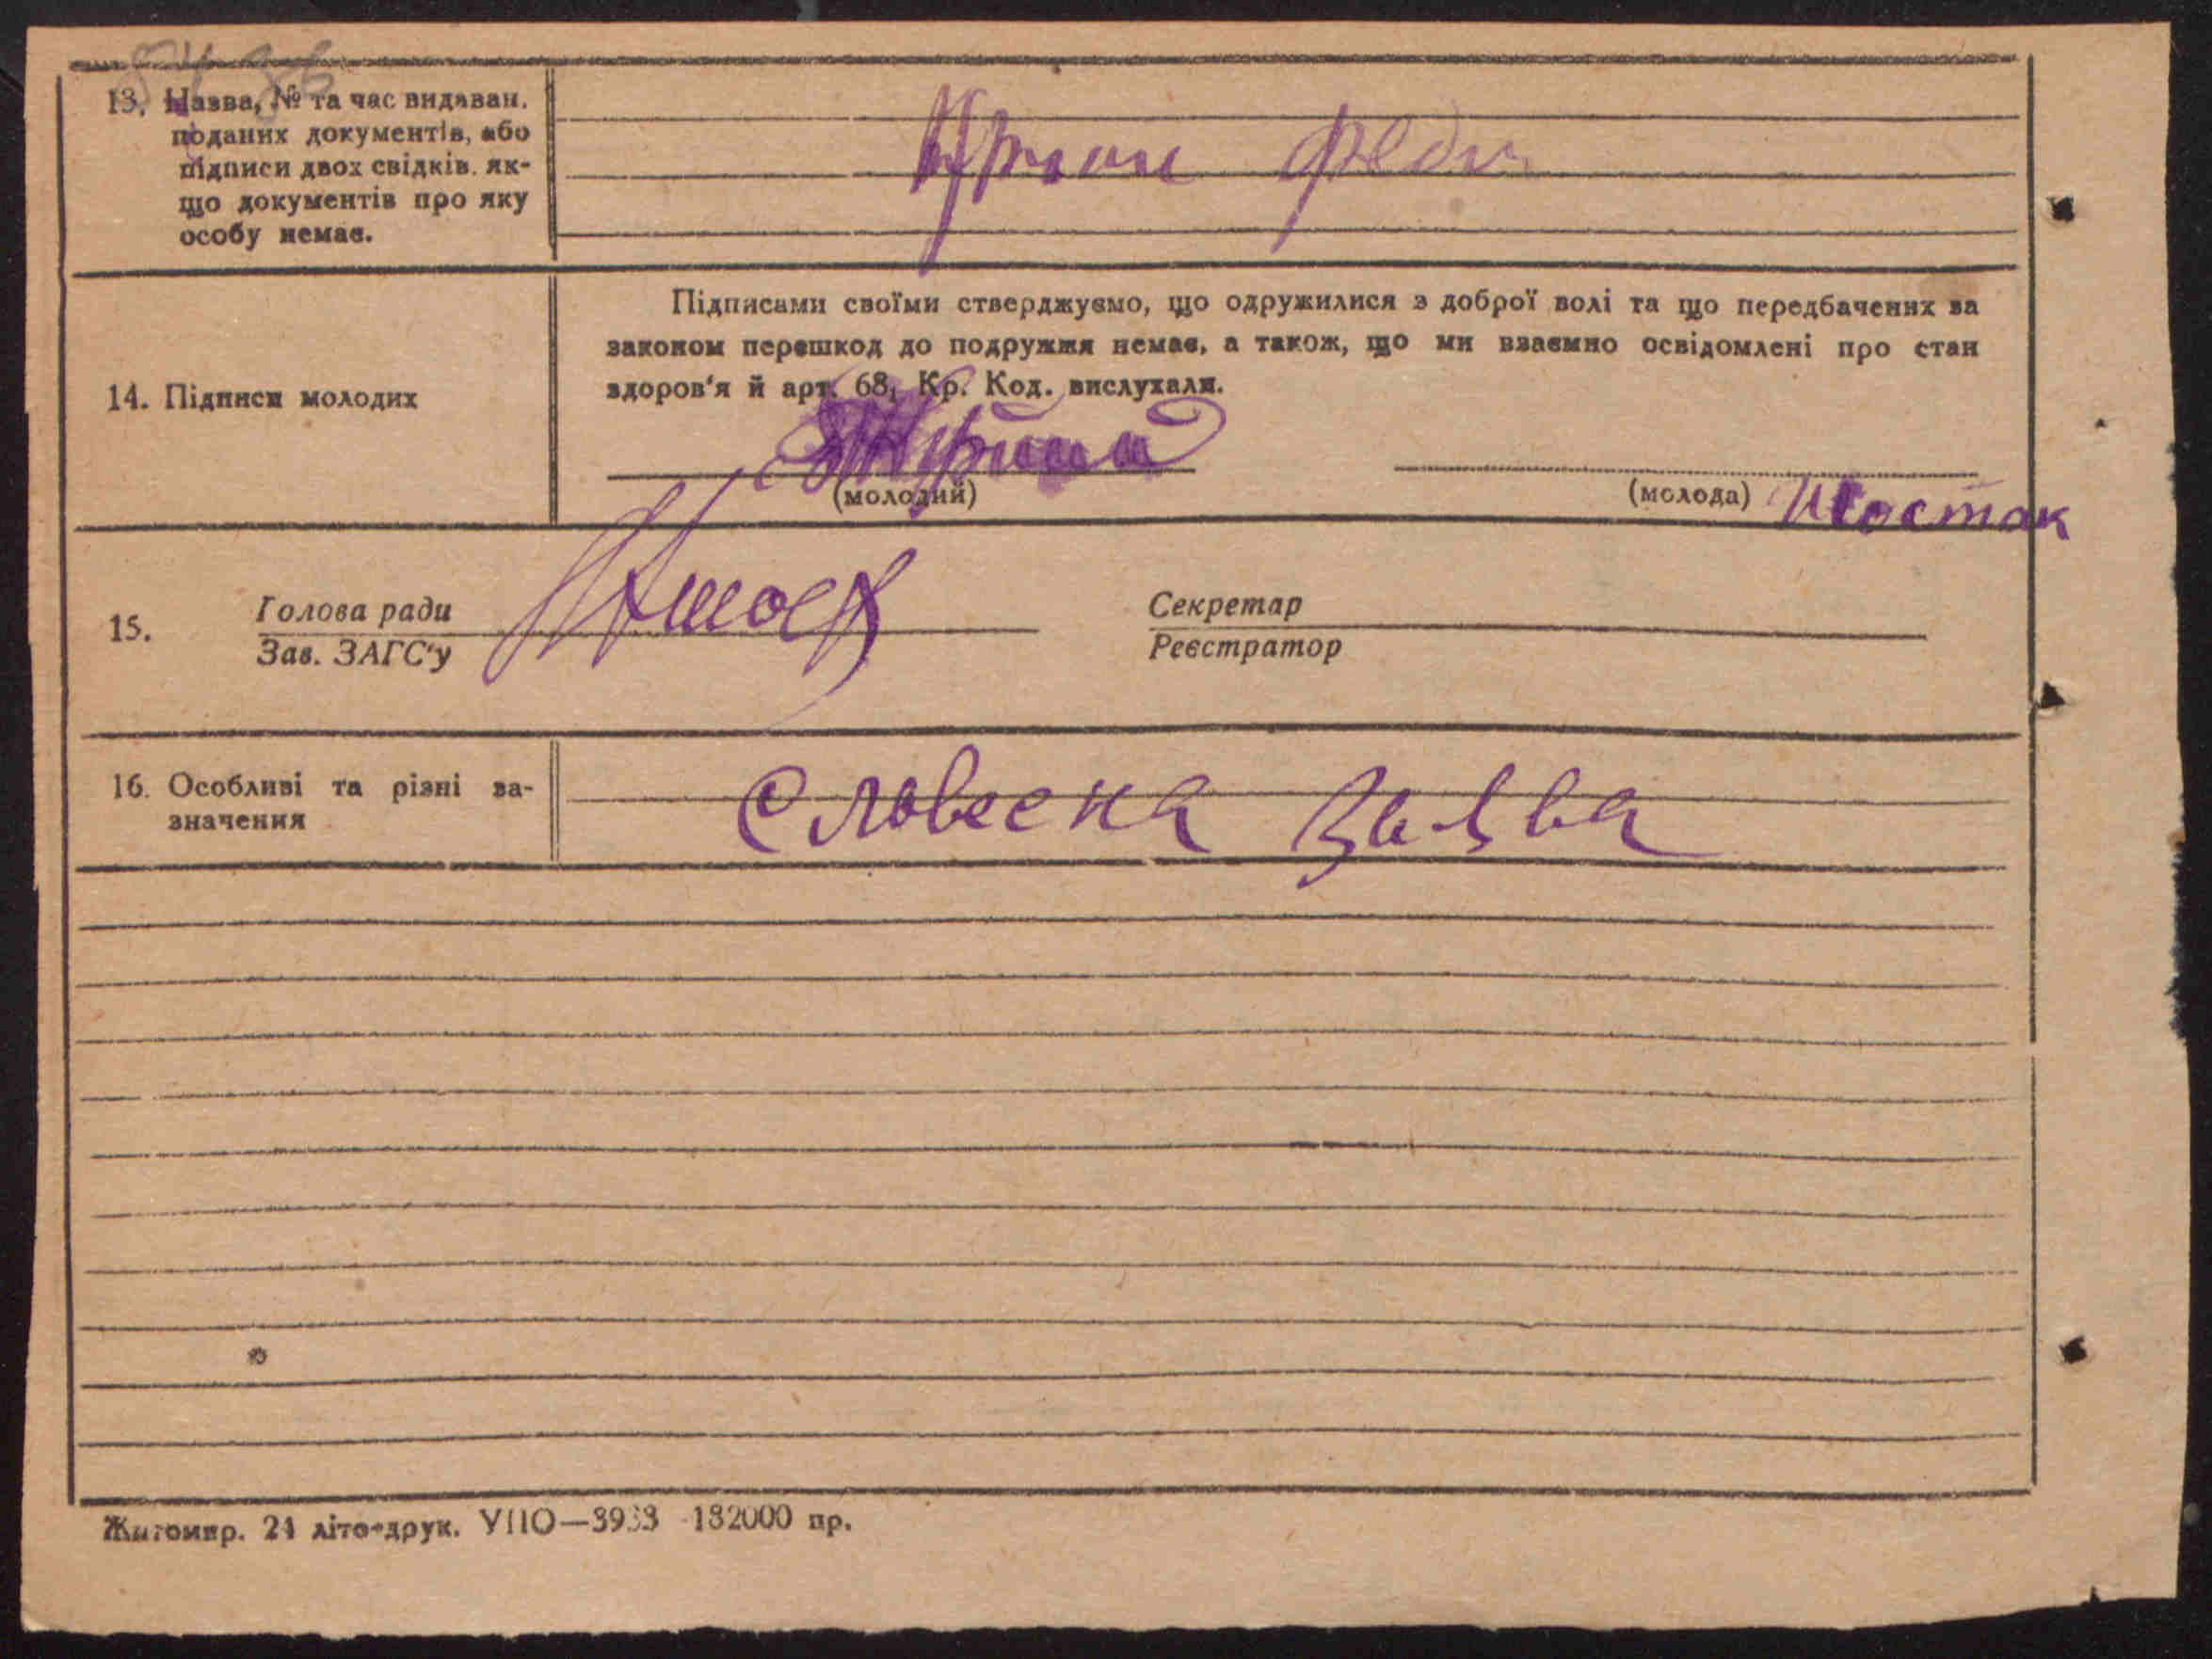 13. Назва, № та час видаван.
поданих документів, або
підписи двох свідків, як-
що документів про яку
особу немає.
Підписами своїми стверджуємо, що одружилися з доброї волі та що передбачених за
законом перешкод до подружжя немає, а також, що ми взаємно освідомлені про стан
здоров'я й арт. 68, Кр. Код. вислухали.
14. Підписи молодих
(молодий)
(молода) Шостак
15.
Голова ради
Зав. ЗАГС'у
Секретар
Реєстратор
16. Особливі та різні за-
значення
Словесна Заява
Житомир. 24 літо-друк. УПО—3933 132000 пр.